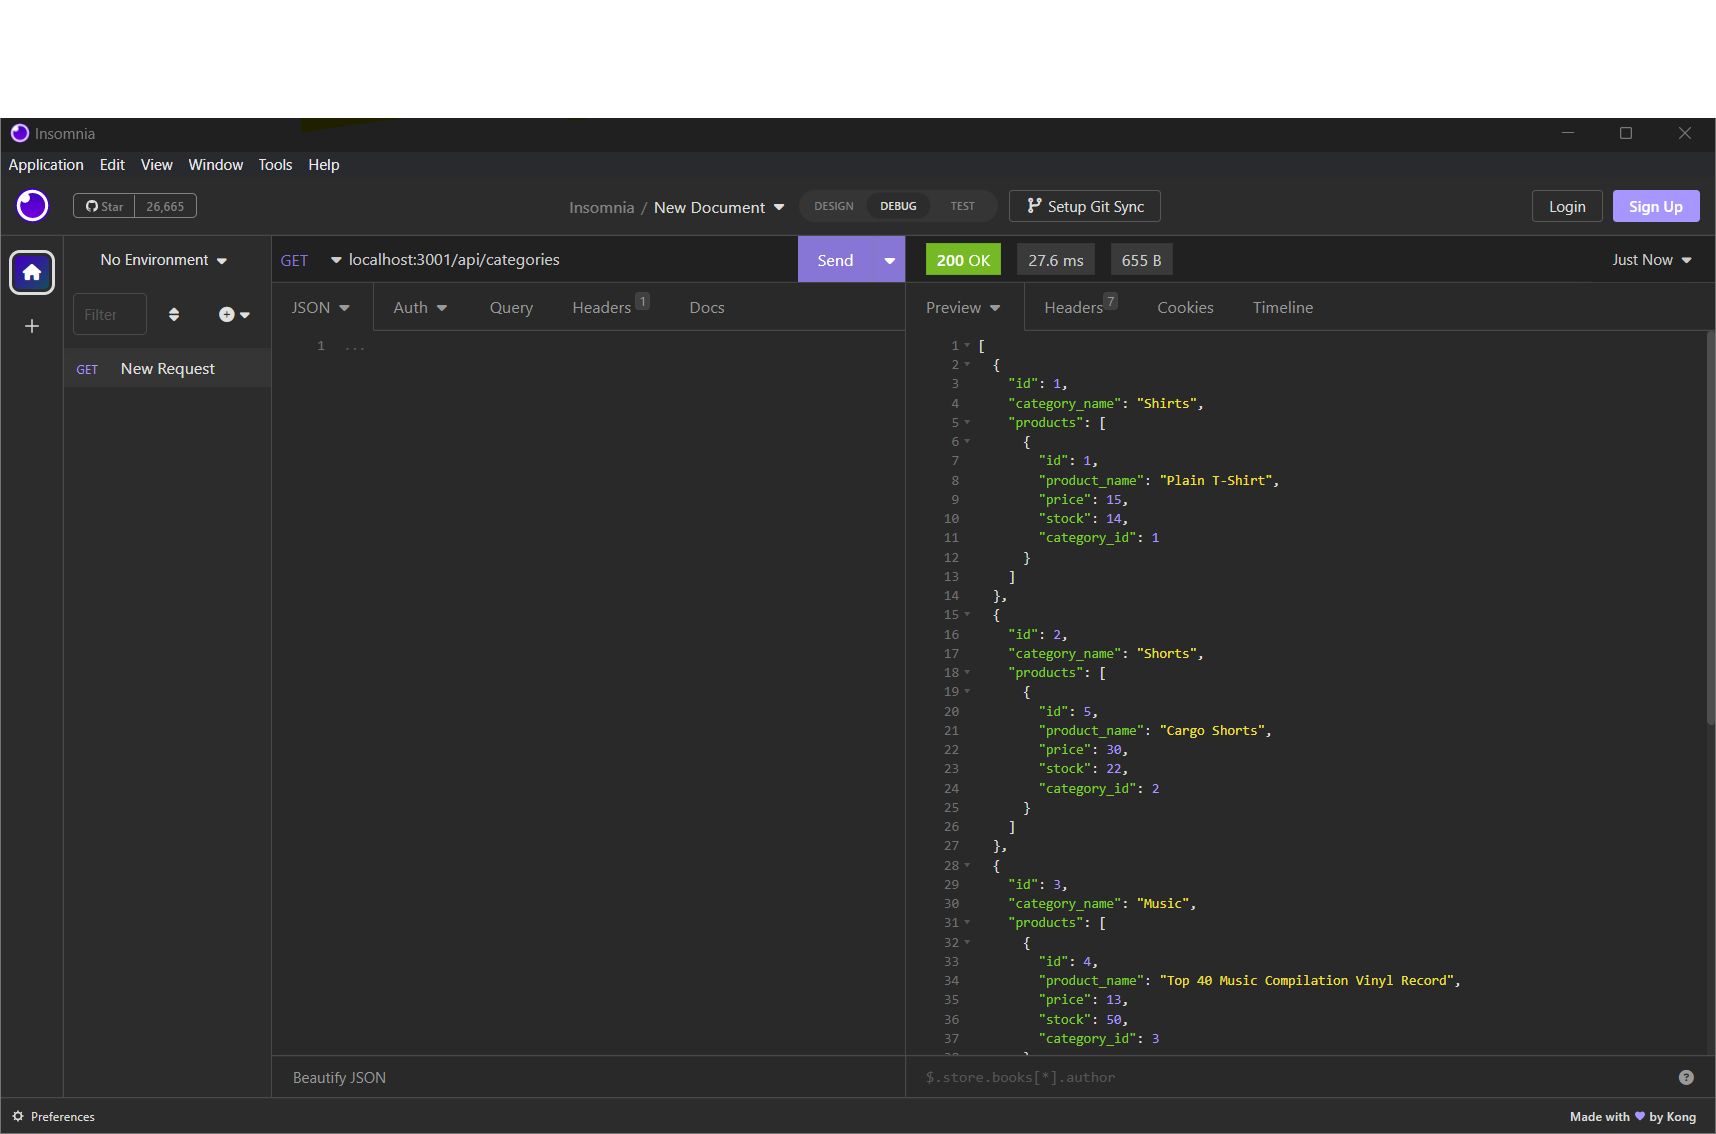 Insomnia
Application Edit View Window Tools Help
Star 26,665
Insomnia / New Document
DESIGN DEBUG TEST
Setup Git Sync
Login
Sign Up
No Environment
GET localhost:3001/api/categories
Send
200 OK
27.6 ms
655 B
Just Now
Filter
JSON Auth Query Headers 1 Docs
Preview Headers 7 Cookies Timeline
GET New Request
1 ...
1 [
2 {
3 "id": 1,
4 "category_name": "Shirts",
5 "products": [
6 {
7 "id": 1,
8 "product_name": "Plain T-Shirt",
9 "price": 15,
10 "stock": 14,
11 "category_id": 1
12 }
13 ]
14 },
15 {
16 "id": 2,
17 "category_name": "Shorts",
18 "products": [
19 {
20 "id": 5,
21 "product_name": "Cargo Shorts",
22 "price": 30,
23 "stock": 22,
24 "category_id": 2
25 }
26 ]
27 },
28 {
29 "id": 3,
30 "category_name": "Music",
31 "products": [
32 {
33 "id": 4,
34 "product_name": "Top 40 Music Compilation Vinyl Record",
35 "price": 13,
36 "stock": 50,
37 "category_id": 3
Beautify JSON
$.store.books[*].author
?
Preferences
Made with ♥ by Kong